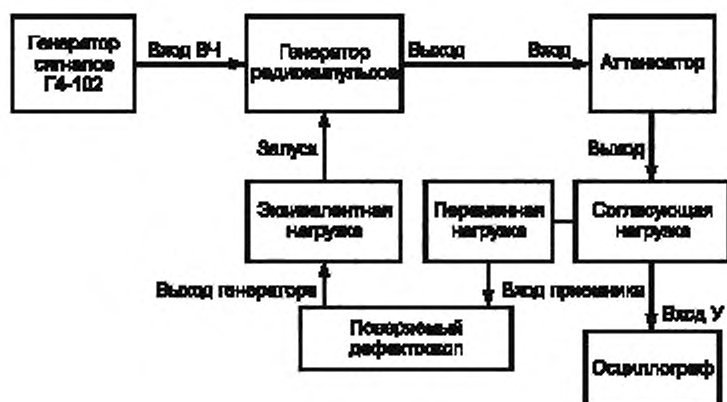 Генератор
сигналов
Г4-102
Вход ВЧ
Генератор
радиоимпульсов
Выход
Вход
Аттенюатор
Запуск
Выход
Эквивалентная
нагрузка
Переменная
нагрузка
Согласующая
нагрузка
Выход генератора
Вход приемника
Вход У
Поверяемый
дефектоскоп
Осциллограф